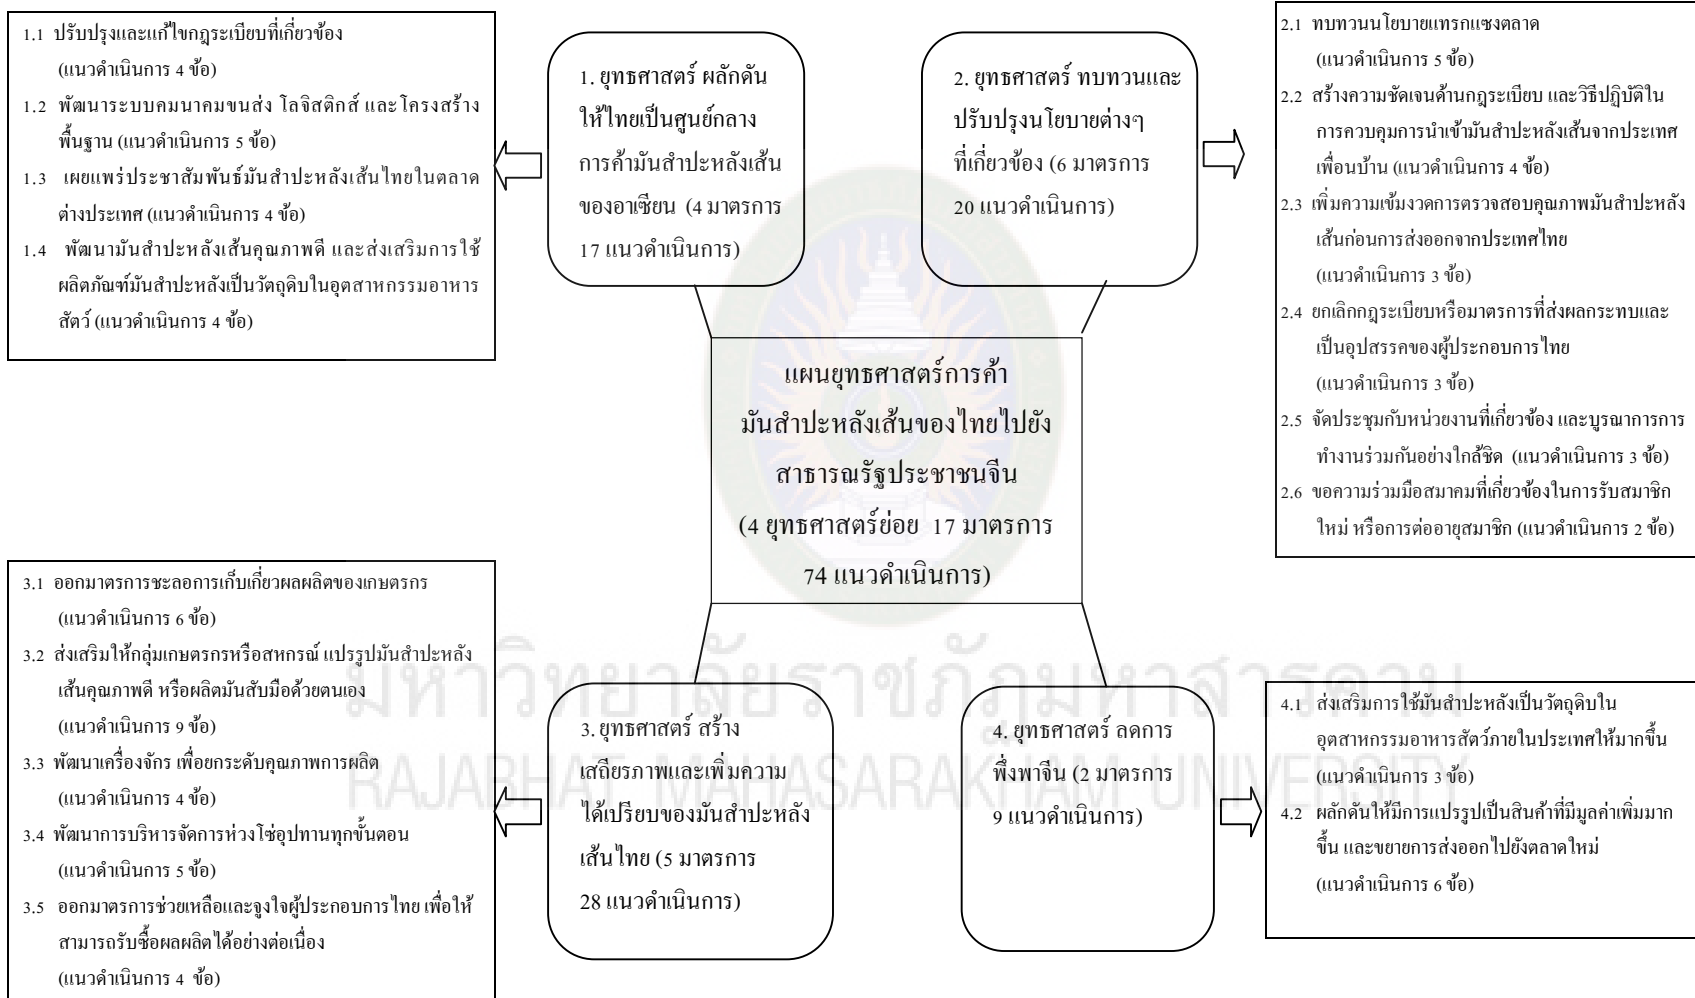 1.1 ปรับปรุงและแก้ไขกฎระเบียบที่เกี่ยวข้อง
(แนวดำเนินการ 4 ข้อ)
1.2 พัฒนาระบบคมนาคมขนส่ง โลจิสติกส์ และโครงสร้าง
พื้นฐาน (แนวดำเนินการ 5 ข้อ)
1.3 เผยแพร่ประชาสัมพันธ์มันสำปะหลังเส้นไทยในตลาด
ต่างประเทศ (แนวดำเนินการ 4 ข้อ)
1.4 พัฒนามันสำปะหลังเส้นคุณภาพดี และส่งเสริมการใช้
ผลิตภัณฑ์มันสำปะหลังเป็นวัตถุดิบในอุตสาหกรรมอาหาร
สัตว์ (แนวดำเนินการ 4 ข้อ)
1. ยุทธศาสตร์ ผลักดัน
ให้ไทยเป็นศูนย์กลาง
การค้ามันสำปะหลังเส้น
ของอาเซียน (4 มาตรการ
17 แนวดำเนินการ)
2. ยุทธศาสตร์ ทบทวนและ
ปรับปรุงนโยบายต่างๆ
ที่เกี่ยวข้อง (6 มาตรการ
20 แนวดำเนินการ)
2.1 ทบทวนนโยบายแทรกแซงตลาด
(แนวดำเนินการ 5 ข้อ)
2.2 สร้างความชัดเจนด้านกฎระเบียบ และวิธีปฏิบัติใน
การควบคุมการนำเข้ามันสำปะหลังเส้นจากประเทศ
เพื่อนบ้าน (แนวดำเนินการ 4 ข้อ)
2.3 เพิ่มความเข้มงวดการตรวจสอบคุณภาพมันสำปะหลัง
เส้นก่อนการส่งออกจากประเทศไทย
(แนวดำเนินการ 3 ข้อ)
2.4 ยกเลิกกฎระเบียบหรือมาตรการที่ส่งผลกระทบและ
เป็นอุปสรรคของผู้ประกอบการไทย
(แนวดำเนินการ 3 ข้อ)
2.5 จัดประชุมกับหน่วยงานที่เกี่ยวข้อง และบูรณาการการ
ทำงานร่วมกันอย่างใกล้ชิด (แนวดำเนินการ 3 ข้อ)
2.6 ขอความร่วมมือสมาคมที่เกี่ยวข้องในการรับสมาชิก
ใหม่ หรือการต่ออายุสมาชิก (แนวดำเนินการ 2 ข้อ)
แผนยุทธศาสตร์การค้า
มันสำปะหลังเส้นของไทยไปยัง
สาธารณรัฐประชาชนจีน
(4 ยุทธศาสตร์ย่อย 17 มาตรการ
74 แนวดำเนินการ)
3.1 ออกมาตรการชะลอการเก็บเกี่ยวผลผลิตของเกษตรกร
(แนวดำเนินการ 6 ข้อ)
3.2 ส่งเสริมให้กลุ่มเกษตรกรหรือสหกรณ์ แปรรูปมันสำปะหลัง
เส้นคุณภาพดี หรือผลิตมันสับมือด้วยตนเอง
(แนวดำเนินการ 9 ข้อ)
3.3 พัฒนาเครื่องจักร เพื่อยกระดับคุณภาพการผลิต
(แนวดำเนินการ 4 ข้อ)
3.4 พัฒนาการบริหารจัดการห่วงโซ่อุปทานทุกขั้นตอน
(แนวดำเนินการ 5 ข้อ)
3.5 ออกมาตรการช่วยเหลือและจูงใจผู้ประกอบการไทย เพื่อให้
สามารถรับซื้อผลผลิตได้อย่างต่อเนื่อง
(แนวดำเนินการ 4 ข้อ)
3. ยุทธศาสตร์ สร้าง
เสถียรภาพและเพิ่มความ
ได้เปรียบของมันสำปะหลัง
เส้นไทย (5 มาตรการ
28 แนวดำเนินการ)
4. ยุทธศาสตร์ ลดการ
พึ่งพาจีน (2 มาตรการ
9 แนวดำเนินการ)
4.1 ส่งเสริมการใช้มันสำปะหลังเป็นวัตถุดิบใน
อุตสาหกรรมอาหารสัตว์ภายในประเทศให้มากขึ้น
(แนวดำเนินการ 3 ข้อ)
4.2 ผลักดันให้มีการแปรรูปเป็นสินค้าที่มีมูลค่าเพิ่มมาก
ขึ้น และขยายการส่งออกไปยังตลาดใหม่
(แนวดำเนินการ 6 ข้อ)
มหาวิทยาลัยราชภัฏมหาสารคาม
RAJABHAT MAHASARAKHAM UNIVERSITY